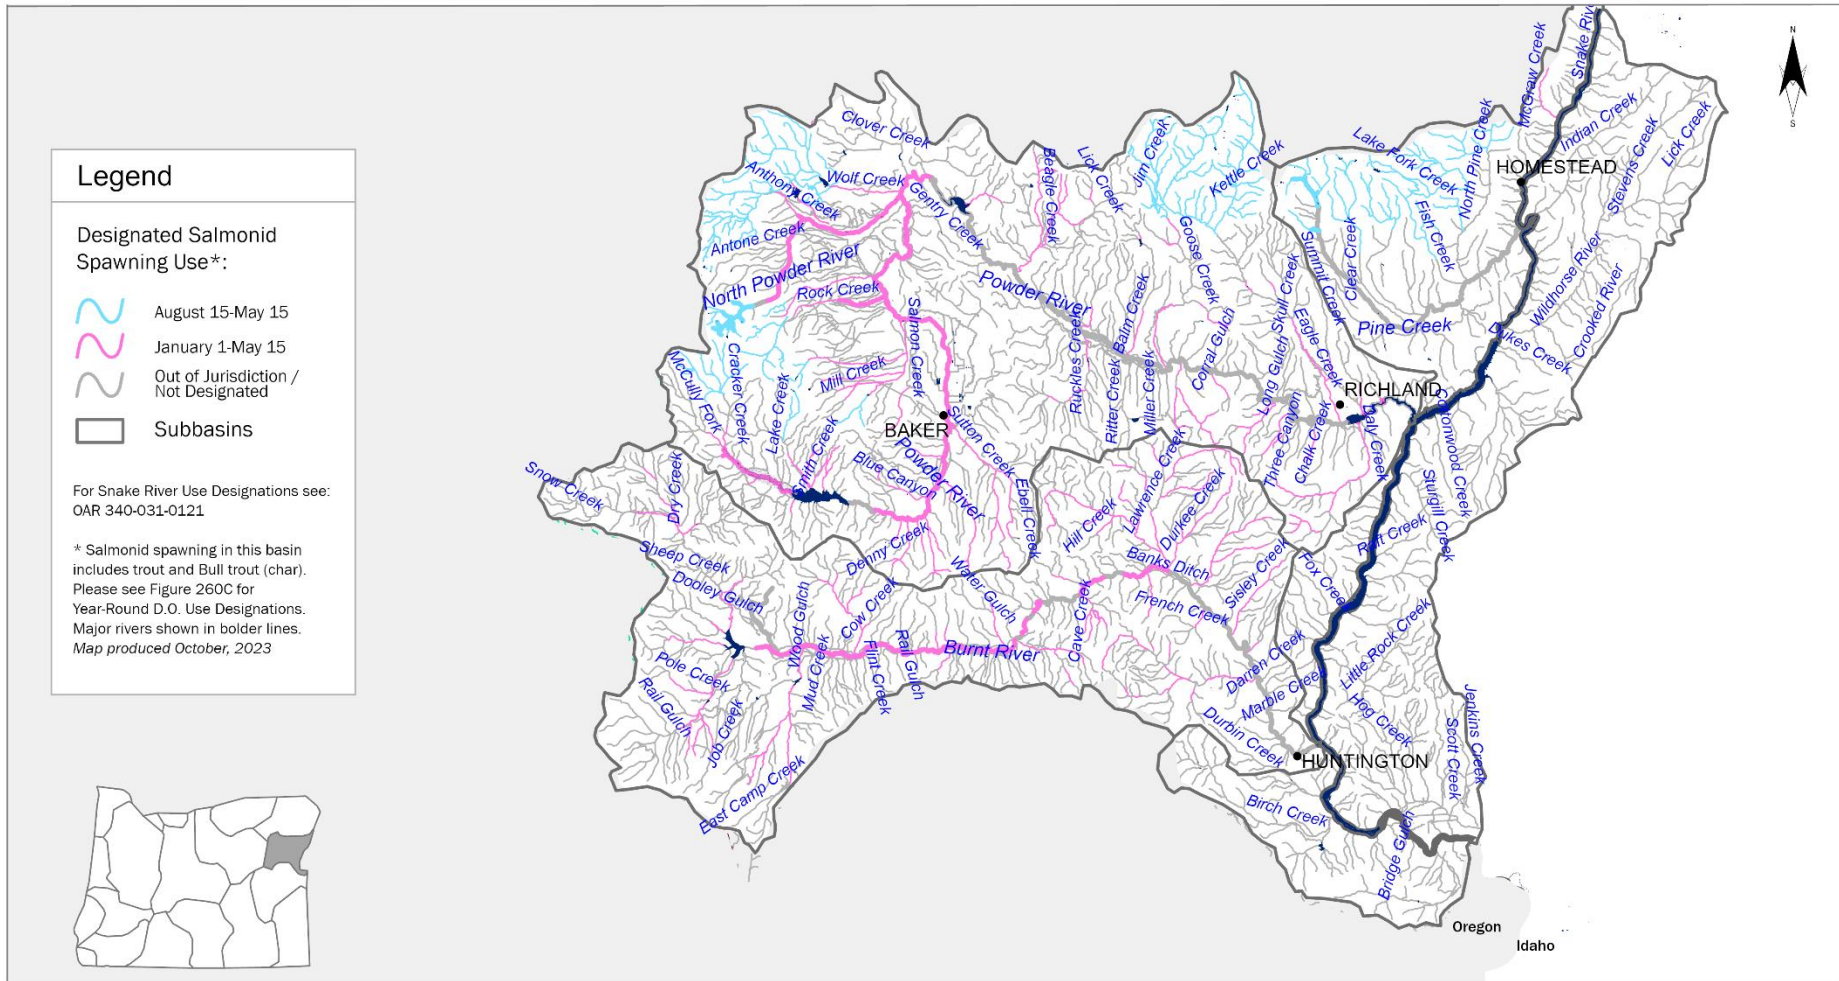 Legend
Designated Salmonid
Spawning Use*:
August 15-May 15
January 1-May 15
Out of Jurisdiction /
Not Designated
Subbasins
For Snake River Use Designations see:
OAR 340-031-0121
* Salmonid spawning in this basin
includes trout and Bull trout (char).
Please see Figure 260C for
Year-Round D.O. Use Designations.
Major rivers shown in bolder lines.
Map produced October, 2023
N
S
Snake River
McGraw Creek
Indian Creek
Lick Creek
Stevens Creek
North Pine Creek
Lake Fork Creek
HOMESTEAD
Clover Creek
Jim Creek
Kettle Creek
Lick Creek
Beagle Creek
Wolf Creek
Anthony Creek
Gentry Creek
Antone Creek
North Powder River
Rock Creek
Powder River
Goose Creek
Summit Creek
Clear Creek
Fish Creek
Wildhorse River
Crooked River
Pine Creek
Dukes Creek
Skull Creek
Eagle Creek
Long Gulch
Corral Gulch
Balm Creek
Ruckles Creek
Ritter Creek
Miller Creek
Salmon Creek
Mill Creek
Cracker Creek
McCully Fork
Lake Creek
Smith Creek
BAKER
Sutton Creek
Powder River
Blue Canyon
Ebell Creek
RICHLAND
Daly Creek
Chalk Creek
Three Canyon
Cottonwood Creek
Sturgill Creek
Raft Creek
Fox Creek
Snow Creek
Dry Creek
Sheep Creek
Dooley Gulch
Denny Creek
Water Gulch
Hill Creek
Lawrence Creek
Durkee Creek
Banks Ditch
Sisley Creek
French Creek
Cave Creek
Burnt River
Cow Creek
Wood Gulch
Mud Creek
Flint Creek
Rail Gulch
Pole Creek
Rail Gulch
Job Creek
East Camp Creek
Darren Creek
Marble Creek
Durbin Creek
Little Rock Creek
Hog Creek
Jenkins Creek
Scott Creek
HUNTINGTON
Birch Creek
Bridge Gulch
Oregon
Idaho